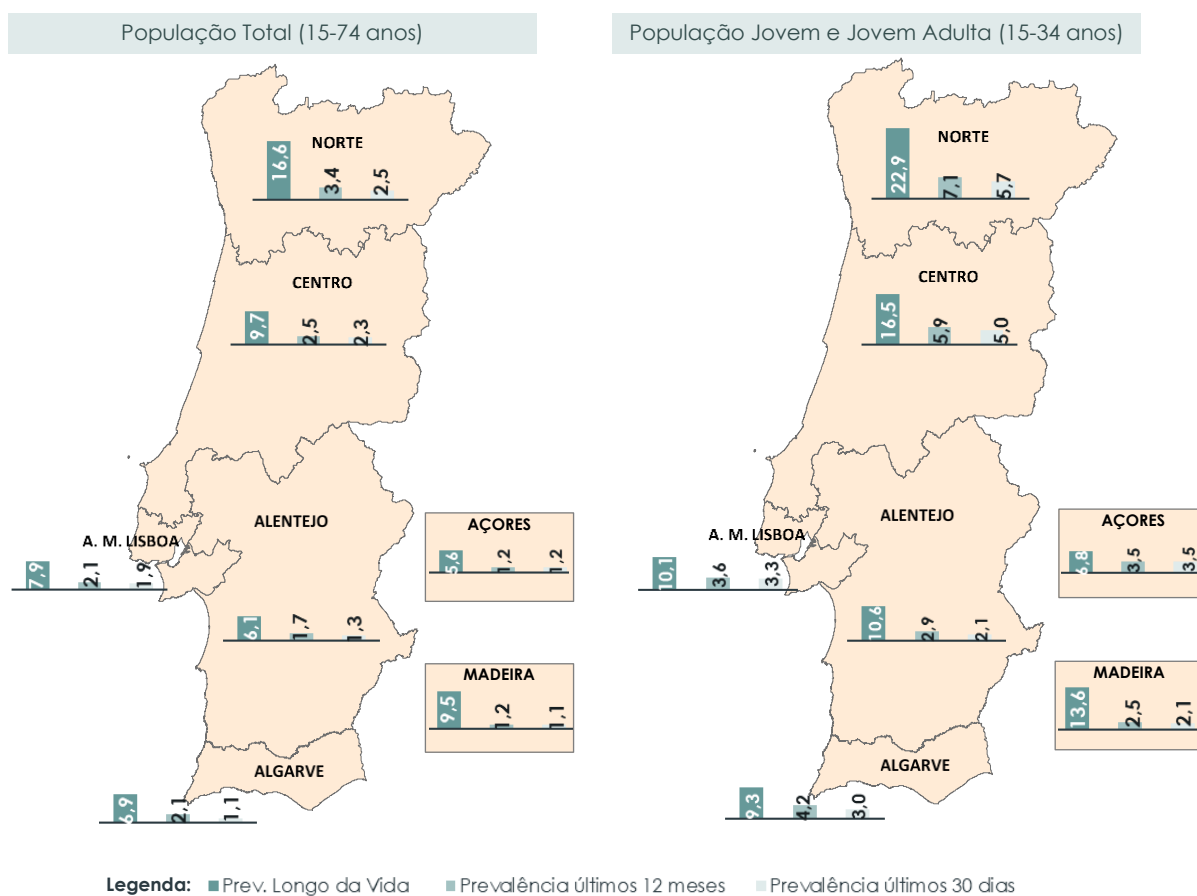 População Total (15-74 anos)
NORTE
16,6 3,4 2,5
CENTRO
9,7 2,5 2,3
ALENTEJO
A. M. LISBOA
7,9 2,1 1,9
AÇORES
5,6 1,2 1,2
6,1 1,7 1,3
MADEIRA
9,5 1,2 1,1
ALGARVE
6,9 2,1 1,1
População Jovem e Jovem Adulta (15-34 anos)
NORTE
22,9 7,1 5,7
CENTRO
16,5 5,9 5,0
ALENTEJO
A. M. LISBOA
10,1 3,6 3,3
AÇORES
6,8 3,5 3,5
10,6 2,9 2,1
MADEIRA
13,6 2,5 2,1
ALGARVE
9,3 4,2 3,0
Legenda: Prev. Longo da Vida Prevalência últimos 12 meses Prevalência últimos 30 dias